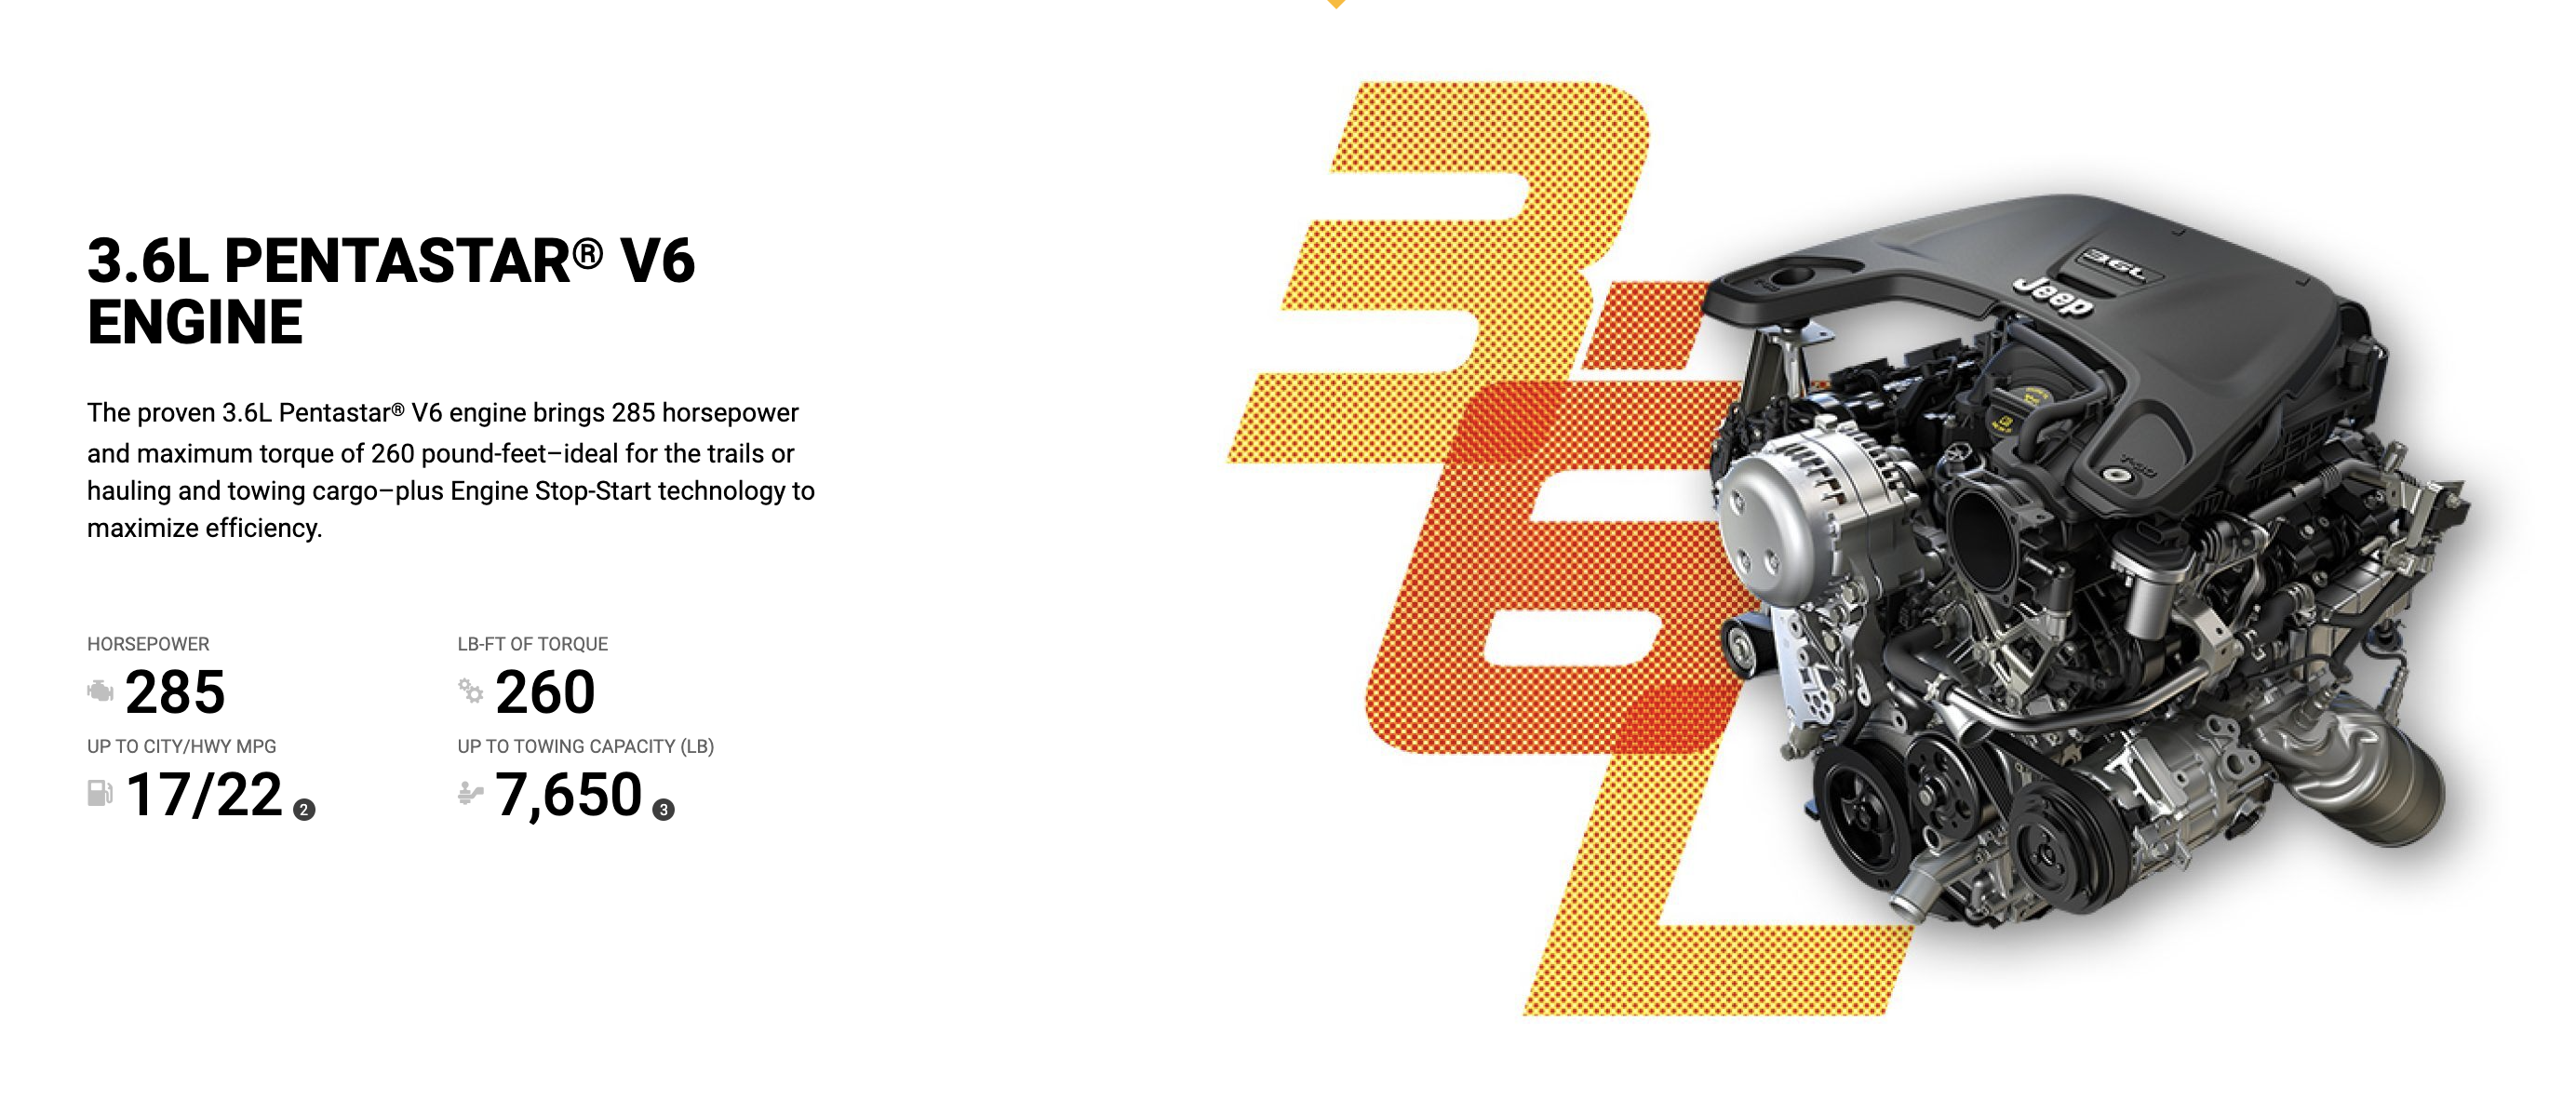 3.6L PENTASTAR® V6
ENGINE
The proven 3.6L Pentastar® V6 engine brings 285 horsepower
and maximum torque of 260 pound-feet–ideal for the trails or
hauling and towing cargo–plus Engine Stop-Start technology to
maximize efficiency.
HORSEPOWER
285
LB-FT OF TORQUE
260
UP TO CITY/HWY MPG
17/22 2
UP TO TOWING CAPACITY (LB)
7,650 3
3.
6
L
3.6L
Jeep